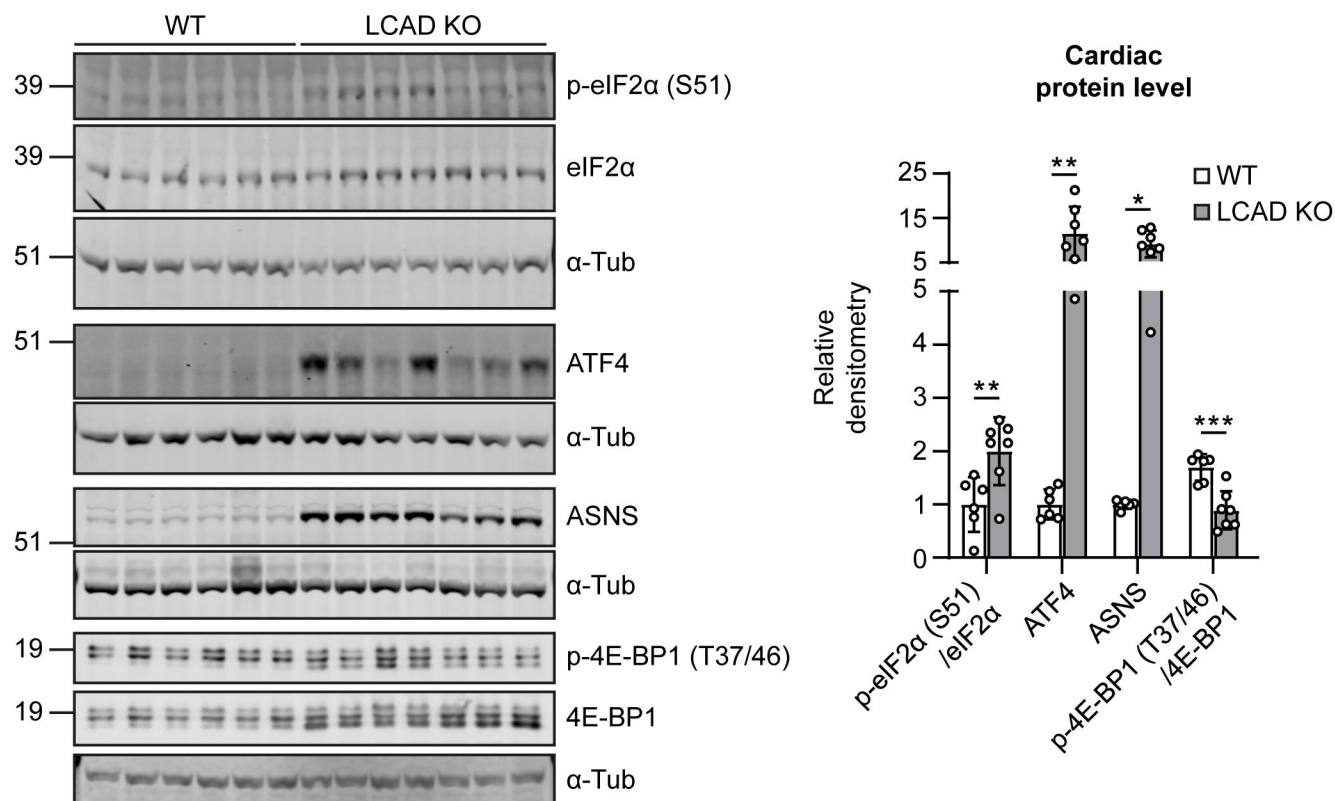 WT LCAD KO
39 p-eIF2α (S51)
39 eIF2α
51 α-Tub
51 ATF4
α-Tub
ASNS
51
α-Tub
19 p-4E-BP1 (T37/46)
19 4E-BP1
α-Tub
Cardiac
protein level
WT
LCAD KO
Relative
densitometry
25
15
5
5
4
3
2
1
0
**
**
*
***
p-eIF2α (S51)
/eIF2α
ATF4
ASNS
p-4E-BP1 (T37/46)
/4E-BP1